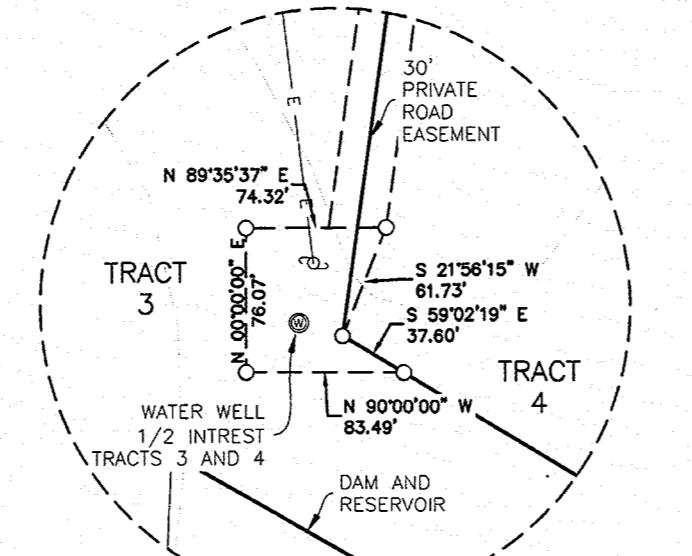 30'
PRIVATE
ROAD
EASEMENT
E
N 89°35'37" E
74.32'
E
TRACT
3
N 00°00'00" E
76.07'
W
S 21°56'15" W
61.73'
S 59°02'19" E
37.60'
TRACT
4
N 90°00'00" W
83.49'
WATER WELL
1/2 INTREST
TRACTS 3 AND 4
DAM AND
RESERVOIR